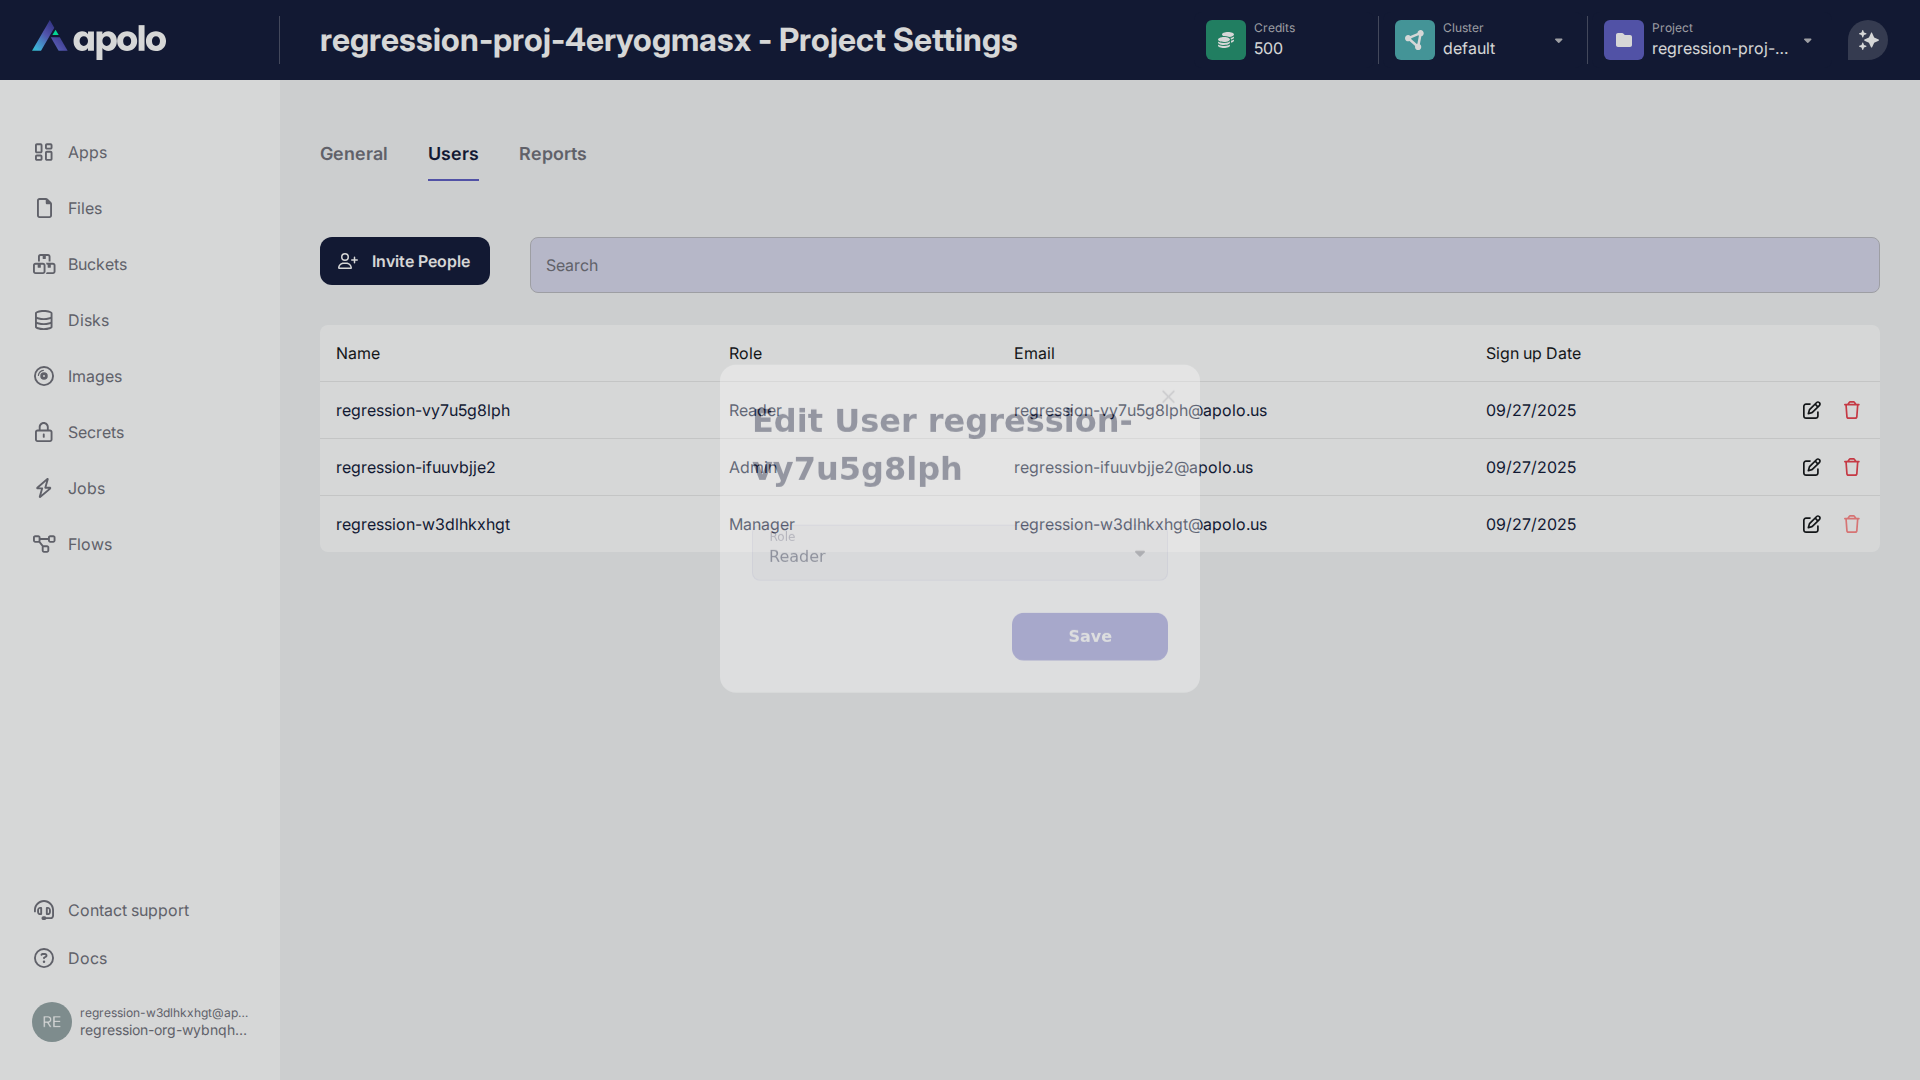 apolo
regression-proj-4eryogmasx - Project Settings
Credits
500
Cluster
default
Project
regression-proj-...
Apps
Files
Buckets
Disks
Images
Secrets
Jobs
Flows
General Users Reports
Invite People
Search
Name Role Email Sign up Date
regression-vy7u5g8lph Reader regression-vy7u5g8lph@apolo.us 09/27/2025
regression-ifuuvbjje2 Admin regression-ifuuvbjje2@apolo.us 09/27/2025
regression-w3dlhkxhgt Manager regression-w3dlhkxhgt@apolo.us 09/27/2025
Edit User regression-
vy7u5g8lph
Role
Reader
Save
Contact support
Docs
RE
regression-w3dlhkxhgt@ap...
regression-org-wybnqh...